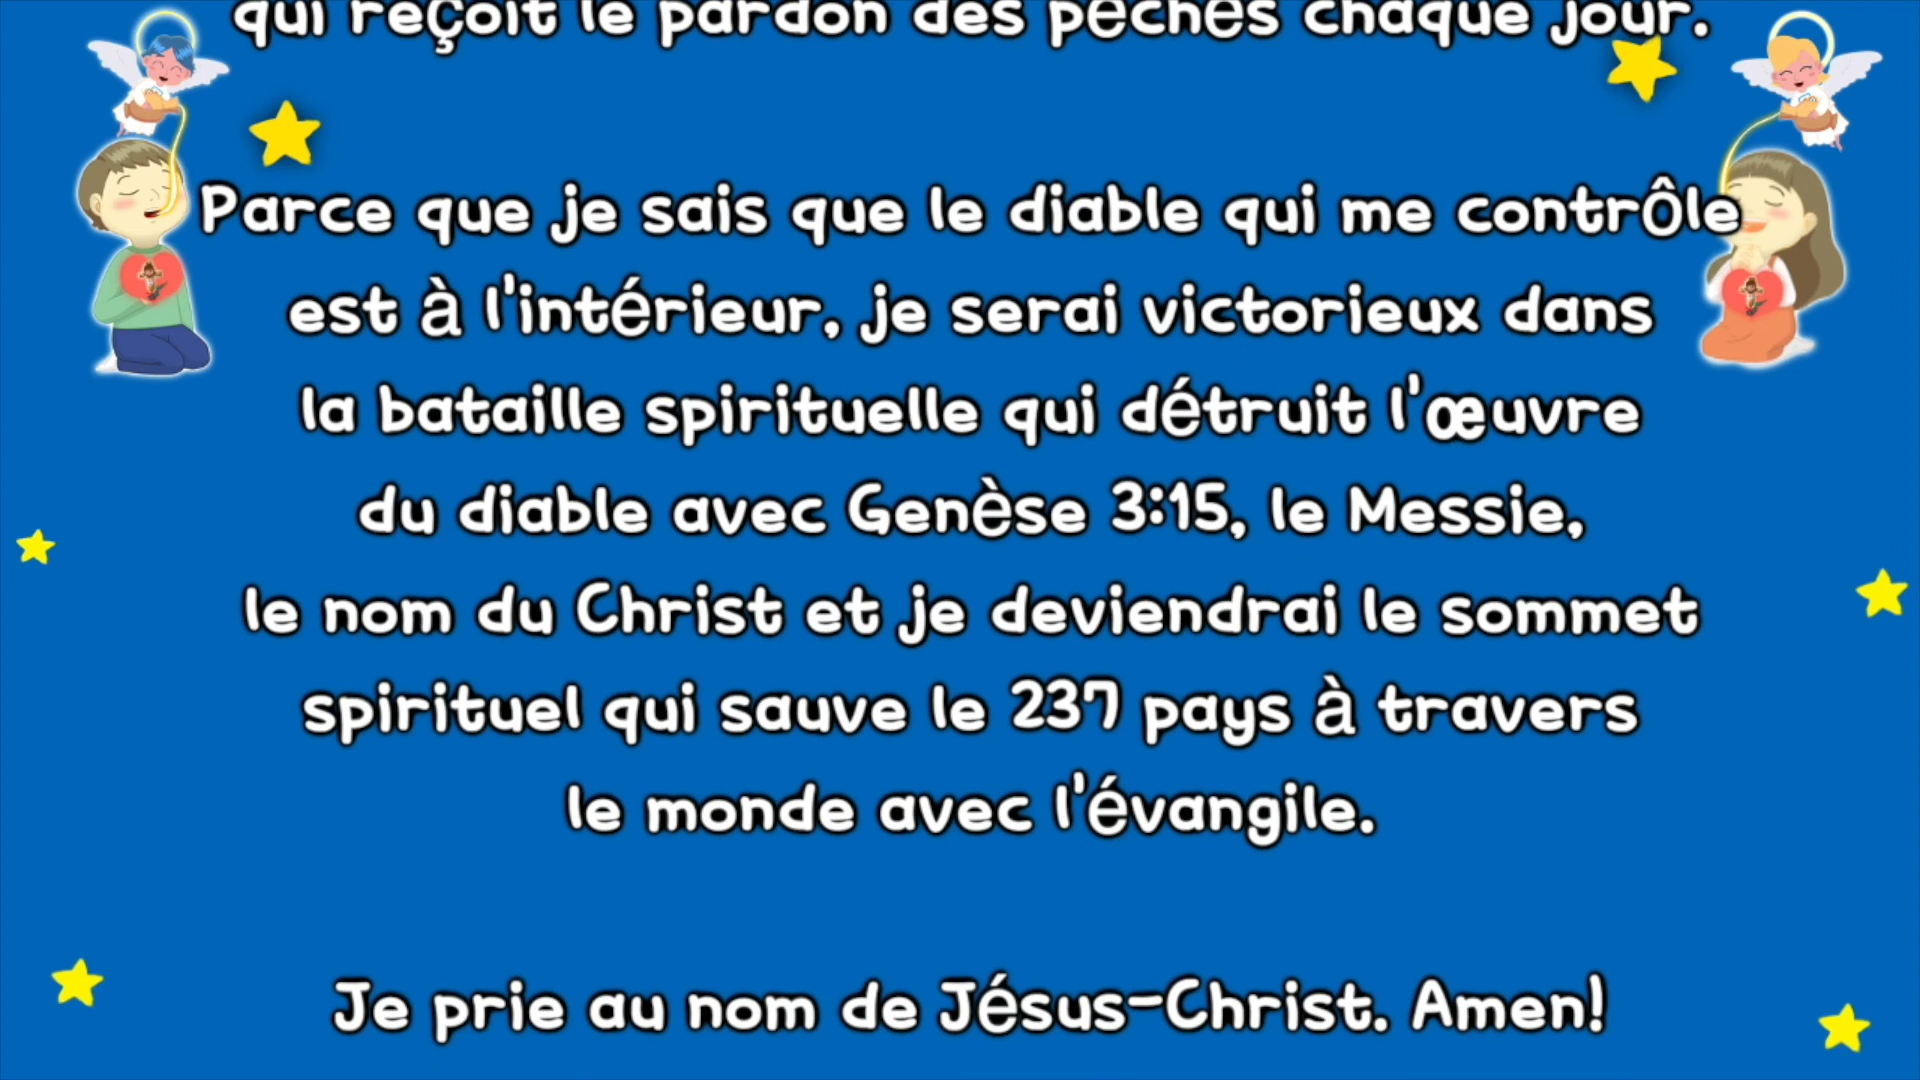 qui reçoit le pardon des péchés chaque jour.
Parce que je sais que le diable qui me contrôle
est à l'intérieur, je serai victorieux dans
la bataille spirituelle qui détruit l'œuvre
du diable avec Genèse 3:15, le Messie,
le nom du Christ et je deviendrai le sommet
spirituel qui sauve le 237 pays à travers
le monde avec l'évangile.
Je prie au nom de Jésus-Christ. Amen!